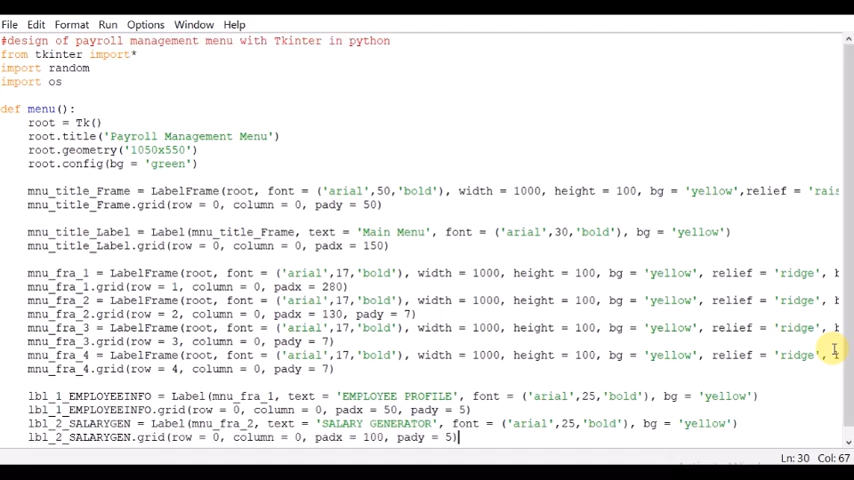 File Edit Format Run Options Window Help
#design of payroll management menu with Tkinter in python
from tkinter import*
import random
import os
def menu():
    root = Tk()
    root.title('Payroll Management Menu')
    root.geometry('1050x550')
    root.config(bg = 'green')
    mnu_title_Frame = LabelFrame(root, font = ('arial',50,'bold'), width = 1000, height = 100, bg = 'yellow',relief = 'rais
    mnu_title_Frame.grid(row = 0, column = 0, pady = 50)
    mnu_title_Label = Label(mnu_title_Frame, text = 'Main Menu', font = ('arial',30,'bold'), bg = 'yellow')
    mnu_title_Label.grid(row = 0, column = 0, padx = 150)
    mnu_fra_1 = LabelFrame(root, font = ('arial',17,'bold'), width = 1000, height = 100, bg = 'yellow', relief = 'ridge', b
    mnu_fra_1.grid(row = 1, column = 0, padx = 280)
    mnu_fra_2 = LabelFrame(root, font = ('arial',17,'bold'), width = 1000, height = 100, bg = 'yellow', relief = 'ridge', b
    mnu_fra_2.grid(row = 2, column = 0, padx = 130, pady = 7)
    mnu_fra_3 = LabelFrame(root, font = ('arial',17,'bold'), width = 1000, height = 100, bg = 'yellow', relief = 'ridge', b
    mnu_fra_3.grid(row = 3, column = 0, pady = 7)
    mnu_fra_4 = LabelFrame(root, font = ('arial',17,'bold'), width = 1000, height = 100, bg = 'yellow', relief = 'ridge',
    mnu_fra_4.grid(row = 4, column = 0, pady = 7)
    lbl_1_EMPLOYEEINFO = Label(mnu_fra_1, text = 'EMPLOYEE PROFILE', font = ('arial',25,'bold'), bg = 'yellow')
    lbl_1_EMPLOYEEINFO.grid(row = 0, column = 0, padx = 50, pady = 5)
    lbl_2_SALARYGEN = Label(mnu_fra_2, text = 'SALARY GENERATOR', font = ('arial',25,'bold'), bg = 'yellow')
    lbl_2_SALARYGEN.grid(row = 0, column = 0, padx = 100, pady = 5)
Ln: 30 Col: 67